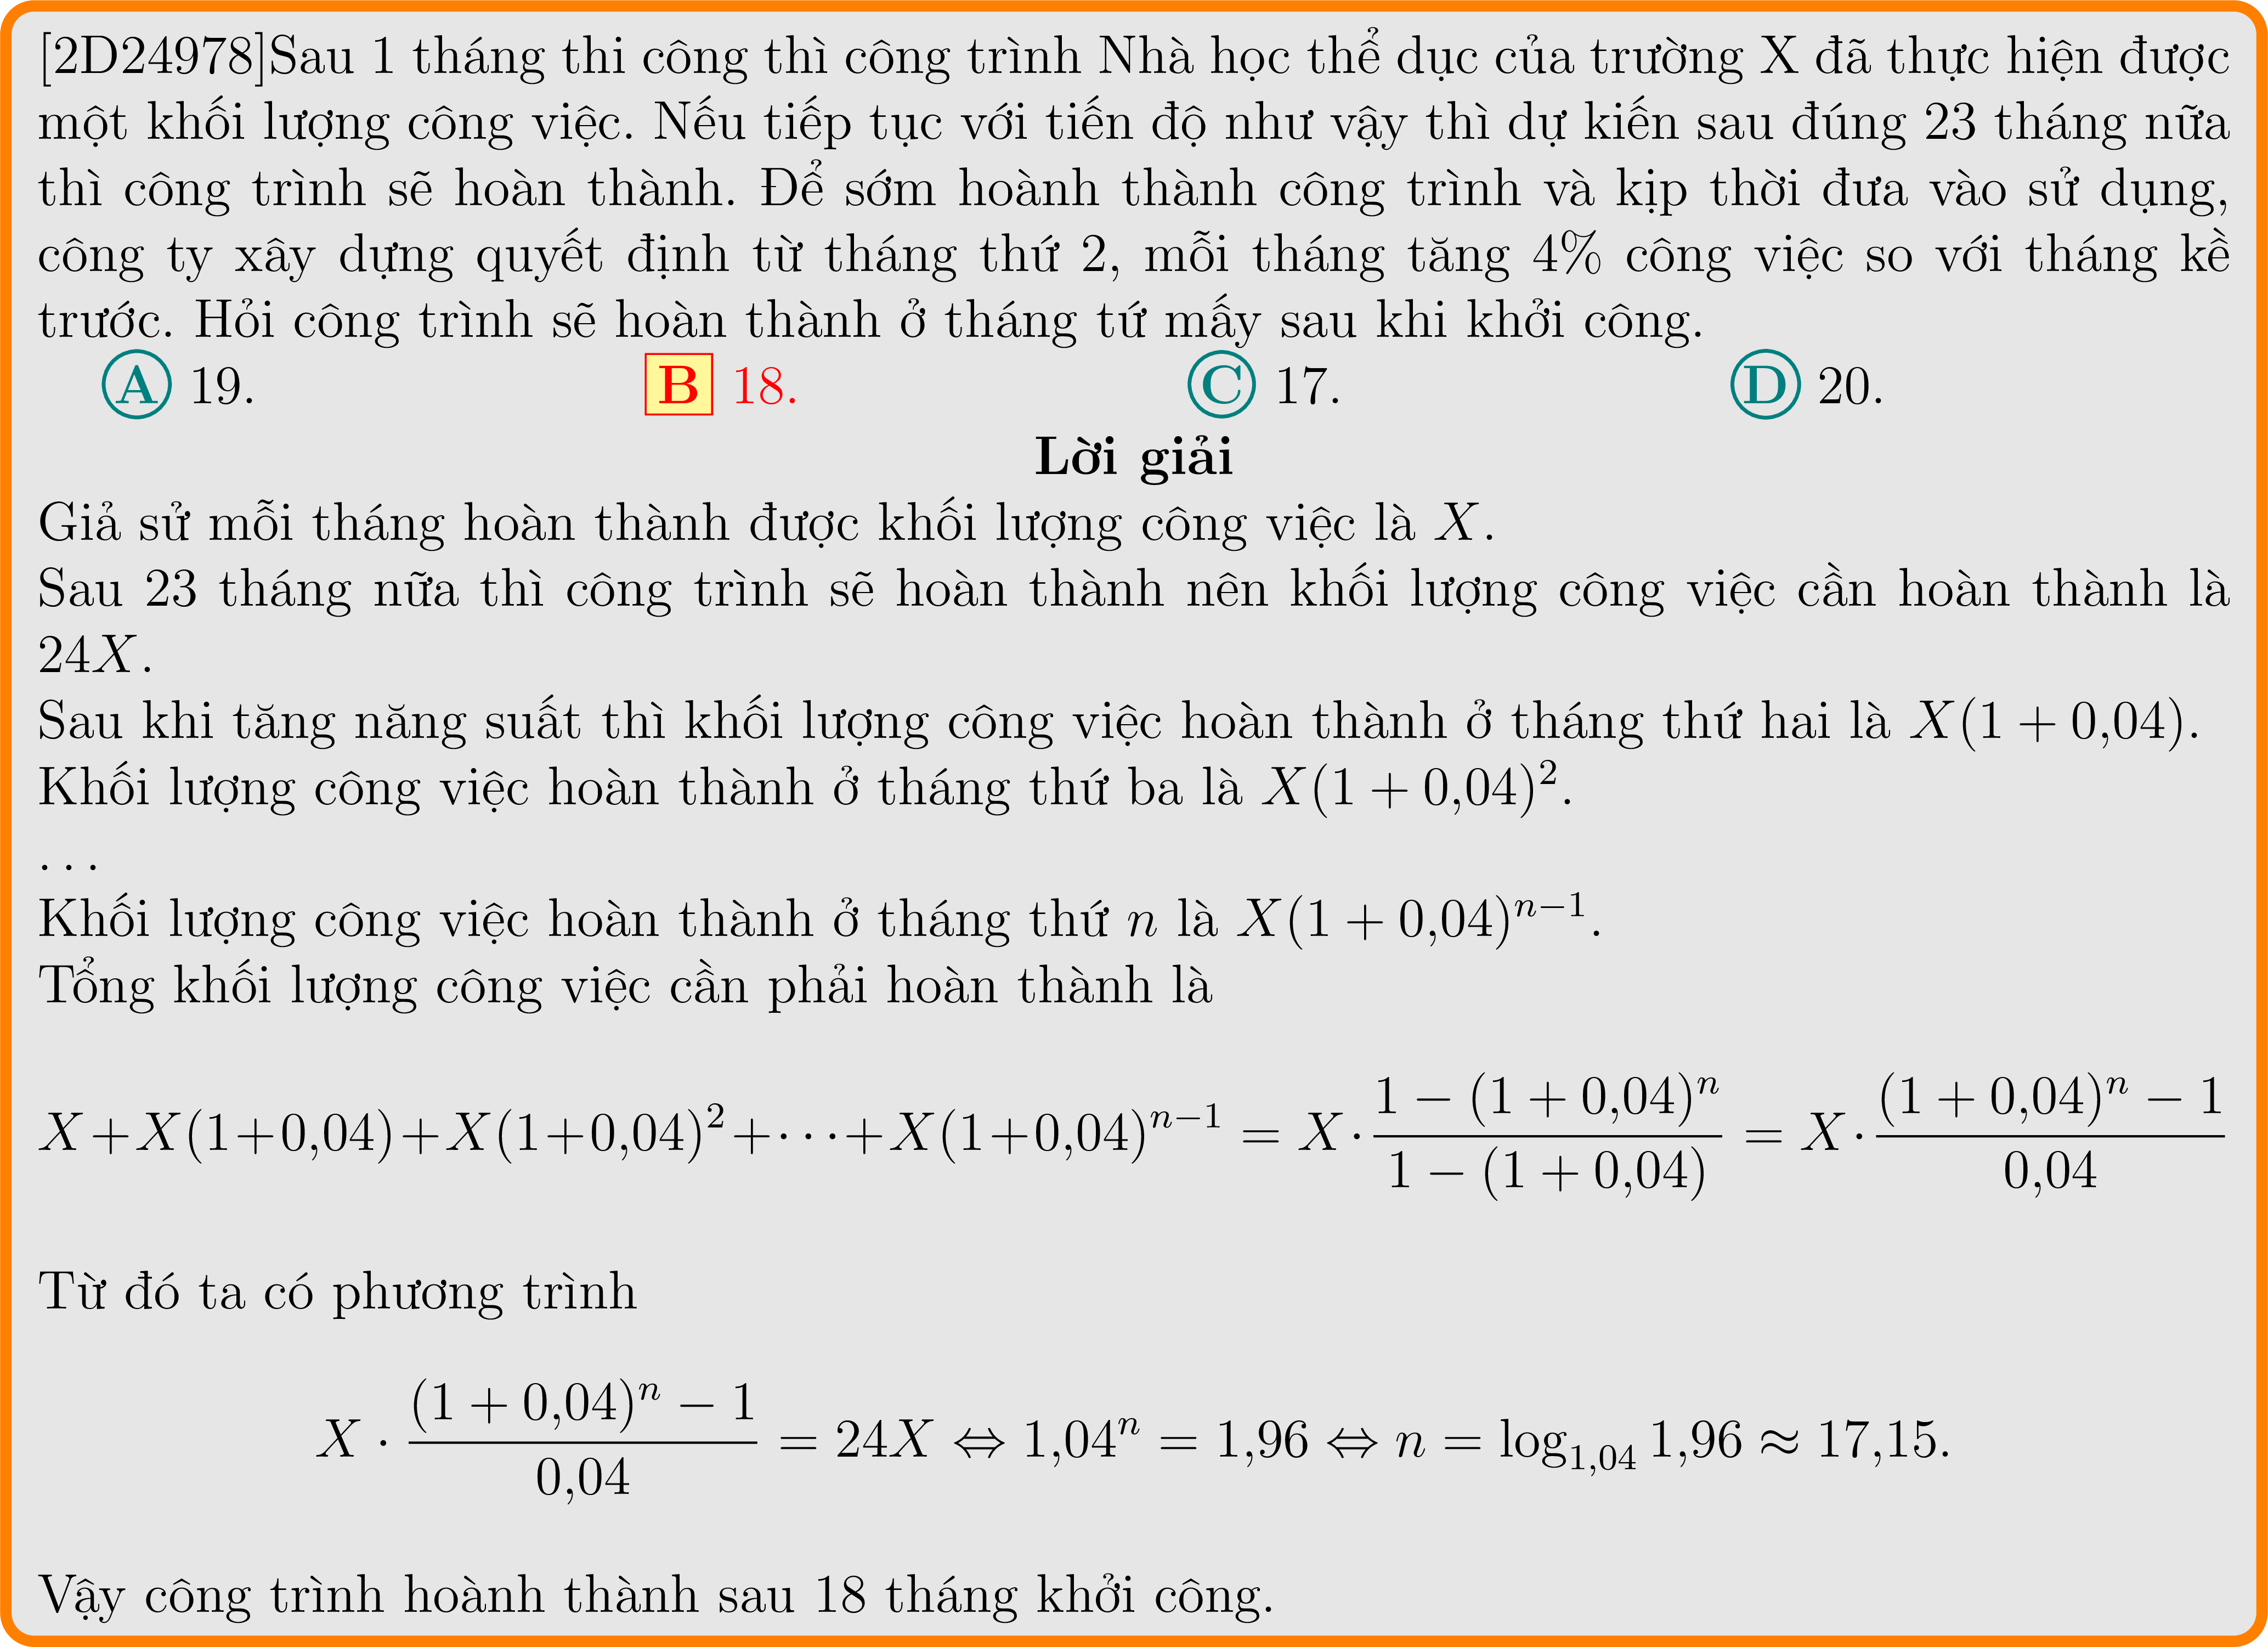 [2D24978]Sau 1 tháng thi công thì công trình Nhà học thể dục của trường X đã thực hiện được
một khối lượng công việc. Nếu tiếp tục với tiến độ như vậy thì dự kiến sau đúng 23 tháng nữa
thì công trình sẽ hoàn thành. Để sớm hoành thành công trình và kịp thời đưa vào sử dụng,
công ty xây dựng quyết định từ tháng thứ 2, mỗi tháng tăng 4% công việc so với tháng kề
trước. Hỏi công trình sẽ hoàn thành ở tháng tứ mấy sau khi khởi công.
A 19. B 18. C 17. D 20.
Lời giải
Giả sử mỗi tháng hoàn thành được khối lượng công việc là $X$.
Sau 23 tháng nữa thì công trình sẽ hoàn thành nên khối lượng công việc cần hoàn thành là
$24X$.
Sau khi tăng năng suất thì khối lượng công việc hoàn thành ở tháng thứ hai là $X(1 + 0{,}04)$.
Khối lượng công việc hoàn thành ở tháng thứ ba là $X(1 + 0{,}04)^2$.
...
Khối lượng công việc hoàn thành ở tháng thứ $n$ là $X(1 + 0{,}04)^{n-1}$.
Tổng khối lượng công việc cần phải hoàn thành là
$X + X(1+0{,}04) + X(1+0{,}04)^2 + \cdots + X(1+0{,}04)^{n-1} = X \cdot \frac{1 - (1 + 0{,}04)^n}{1 - (1 + 0{,}04)} = X \cdot \frac{(1 + 0{,}04)^n - 1}{0{,}04}$
Từ đó ta có phương trình
$X \cdot \frac{(1 + 0{,}04)^n - 1}{0{,}04} = 24X \Leftrightarrow 1{,}04^n = 1{,}96 \Leftrightarrow n = \log_{1{,}04} 1{,}96 \approx 17{,}15.$
Vậy công trình hoành thành sau 18 tháng khởi công.